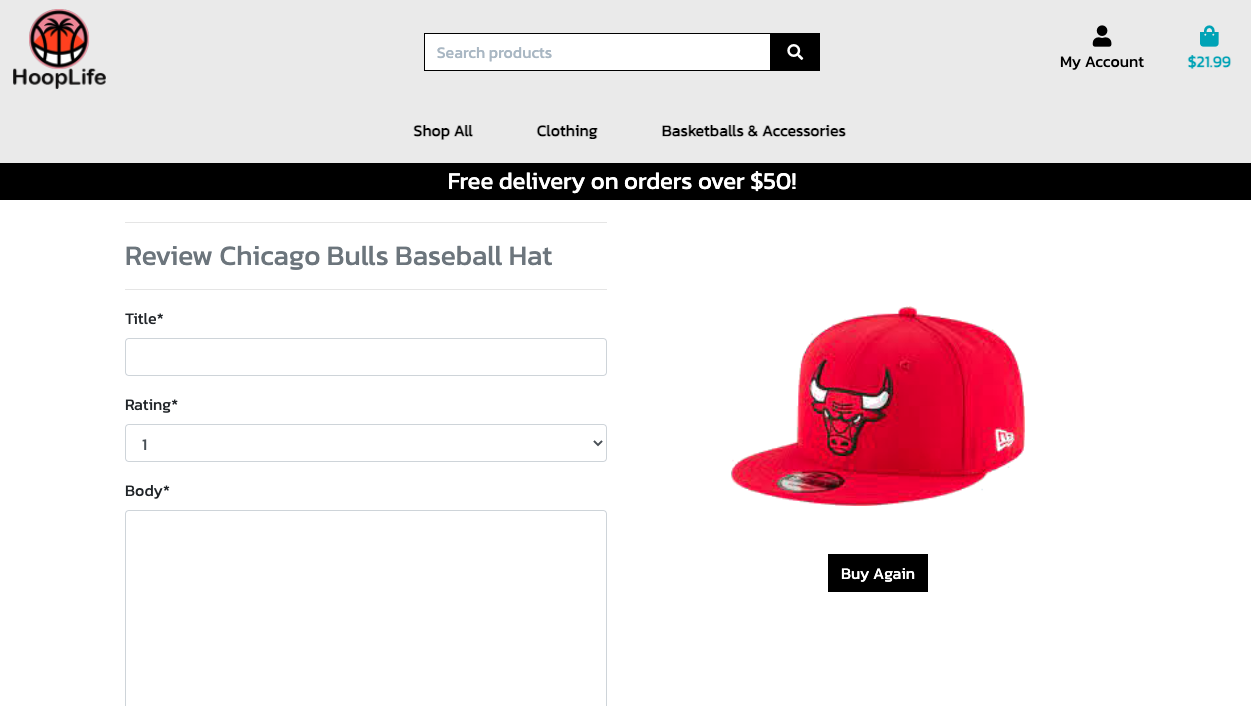 HoopLife
Search products
My Account
$21.99
Shop All
Clothing
Basketballs & Accessories
Free delivery on orders over $50!
Review Chicago Bulls Baseball Hat
Title*
Rating*
1
Body*
Buy Again